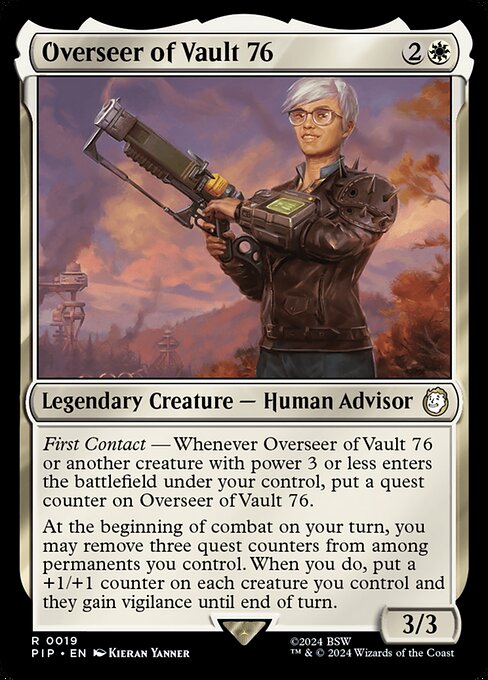 Overseer of Vault 76 2
Legendary Creature — Human Advisor
First Contact — Whenever Overseer of Vault 76
or another creature with power 3 or less enters
the battlefield under your control, put a quest
counter on Overseer of Vault 76.
At the beginning of combat on your turn, you
may remove three quest counters from among
permanents you control. When you do, put a
+1/+1 counter on each creature you control and
they gain vigilance until end of turn.
3/3
R 0019
PIP • EN Kieran Yanner
©2024 BSW
™ & © 2024 Wizards of the Coast